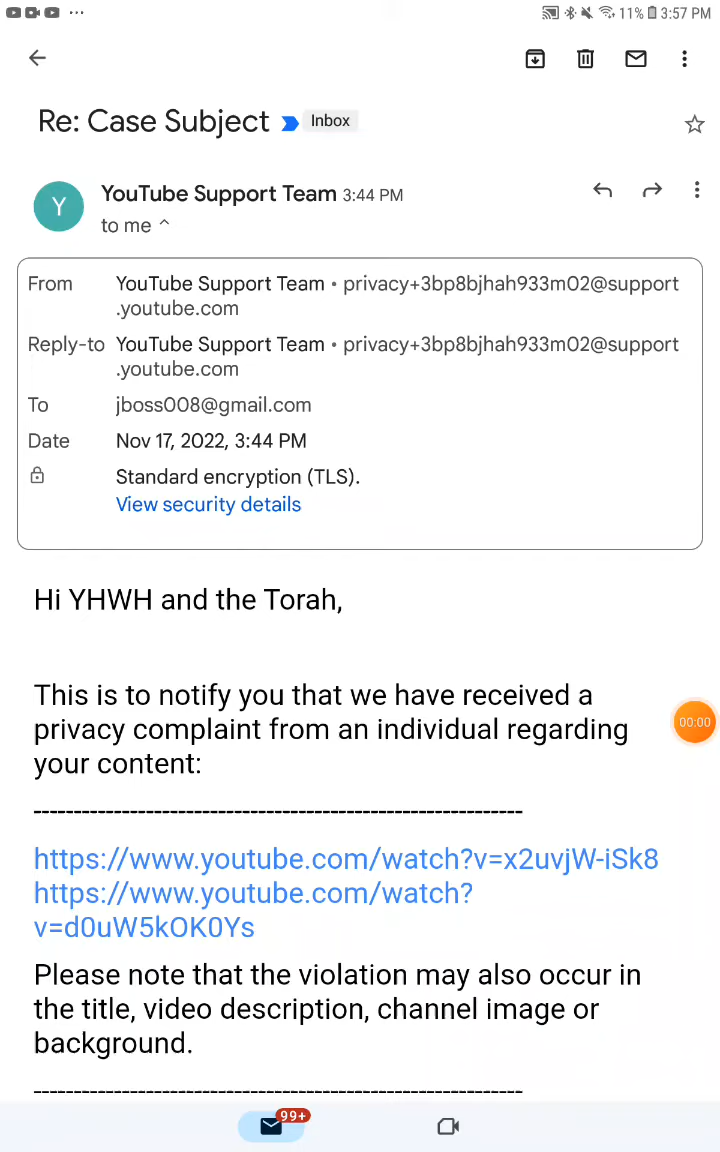 11% 3:57 PM
Re: Case Subject Inbox
Y
YouTube Support Team 3:44 PM
to me
From YouTube Support Team • privacy+3bp8bjhah933m02@support
.youtube.com
Reply-to YouTube Support Team • privacy+3bp8bjhah933m02@support
.youtube.com
To jboss008@gmail.com
Date Nov 17, 2022, 3:44 PM
Standard encryption (TLS).
View security details
Hi YHWH and the Torah,
This is to notify you that we have received a
privacy complaint from an individual regarding
your content:
00:00
-------------------------------------------------------------
https://www.youtube.com/watch?v=x2uvjW-iSk8
https://www.youtube.com/watch?
v=d0uW5kOK0Ys
Please note that the violation may also occur in
the title, video description, channel image or
background.
-------------------------------------------------------------
99+